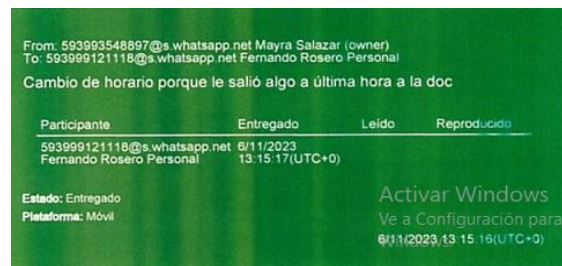 From: 593993548897@s.whatsapp.net Mayra Salazar (owner)
To: 593999121118@s.whatsapp.net Fernando Rosero Personal
Cambio de horario porque le salió algo a última hora a la doc
Participante Entregado Leído Reproducido
593999121118@s.whatsapp.net 6/11/2023
Fernando Rosero Personal 13:15:17(UTC+0)
Estado: Entregado
Plataforma: Móvil
Activar Windows
Ve a Configuración para
6/11/2023 13:15:16(UTC+0)